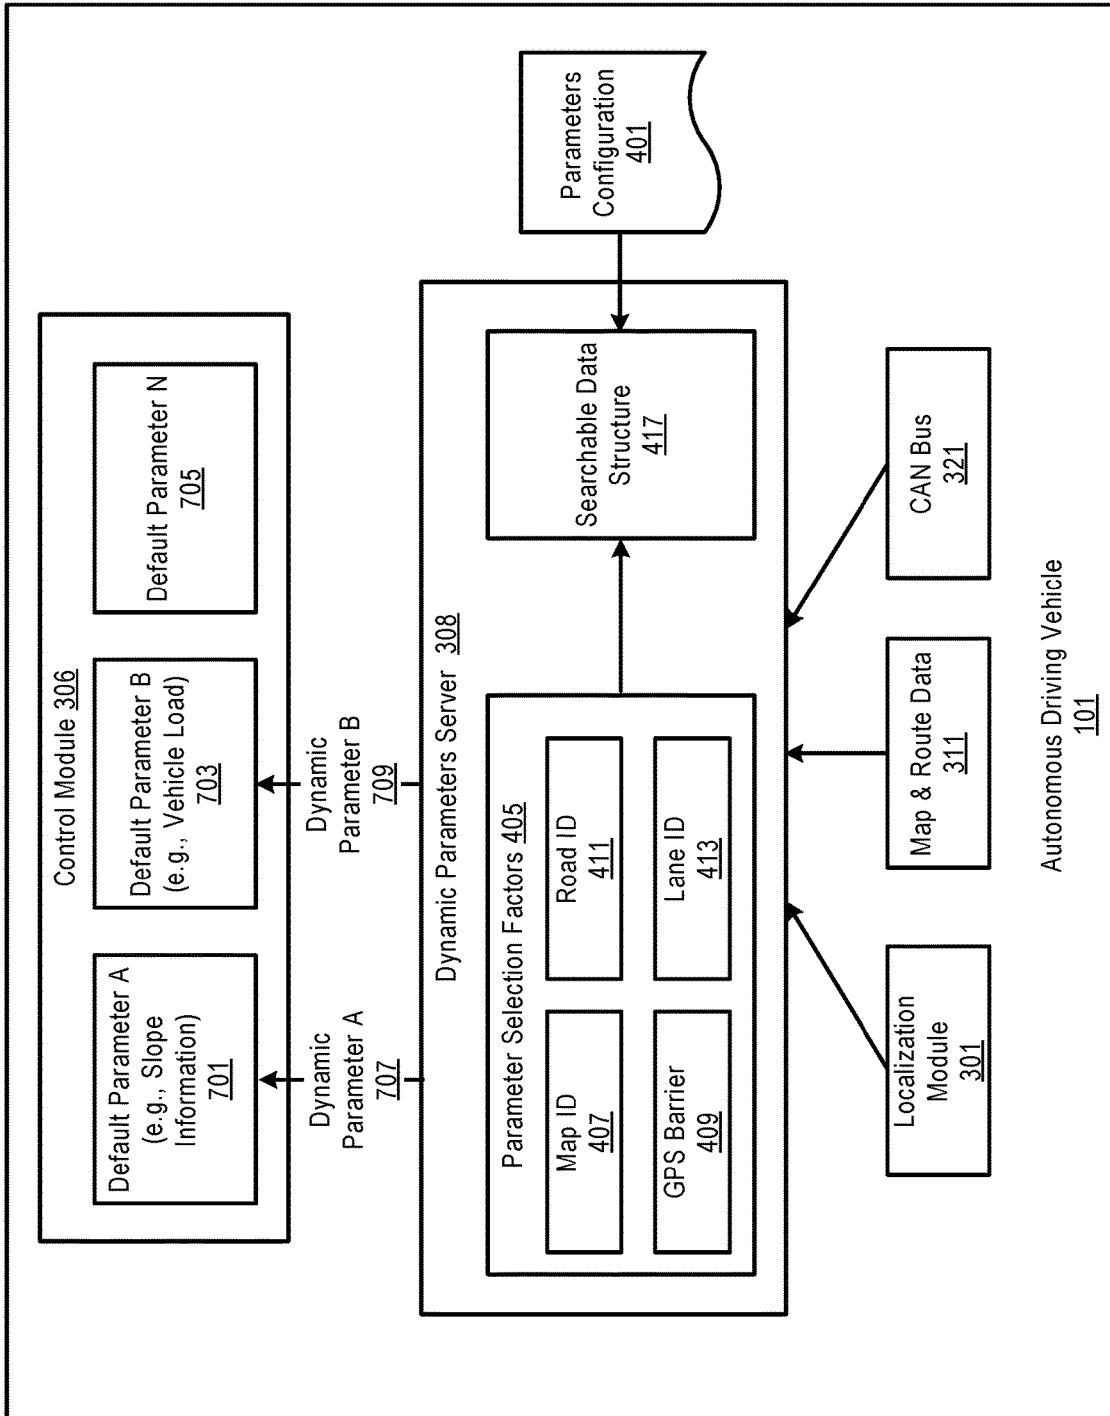 Control Module 306
Default Parameter A
(e.g., Slope
Information)
701
Default Parameter B
(e.g., Vehicle Load)
703
Default Parameter N
705
Dynamic
Parameter A
707
Dynamic
Parameter B
709
Dynamic Parameters Server 308
Parameter Selection Factors 405
Map ID
407
Road ID
411
GPS Barrier
409
Lane ID
413
Searchable Data
Structure
417
Parameters
Configuration
401
Localization
Module
301
Map & Route Data
311
CAN Bus
321
Autonomous Driving Vehicle
101